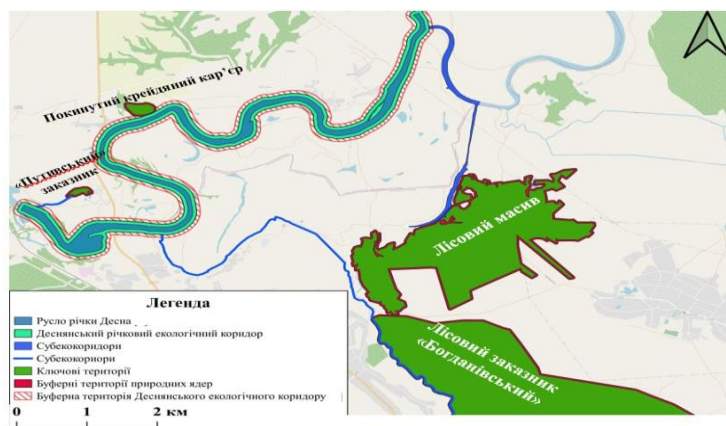 Покинутий крейдяний кар’єр
«Путивський»
заказник
Лісовий масив
Лісовий заказник
«Богданівський»
Легенда
Русло річки Десна
Деснянський річковий екологічний коридор
Субекокоридори
Субекокориори
Ключові території
Буферні території природних ядер
Буферна територія Деснянського екологічного коридору
0 1 2 км